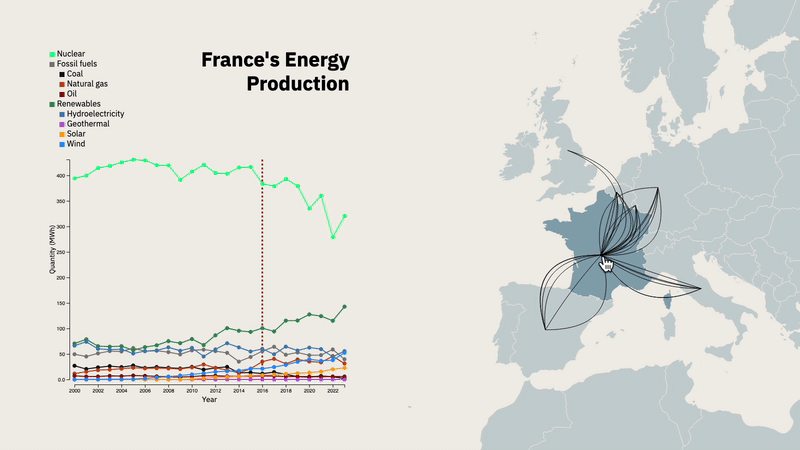 Nuclear
Fossil fuels
Coal
Natural gas
Oil
Renewables
Hydroelectricity
Geothermal
Solar
Wind
France's Energy
Production
Quantity (MWh)
400
350
300
250
200
150
100
50
0.0
2000 2002 2004 2006 2008 2010 2012 2014 2016 2018 2020 2022
Year